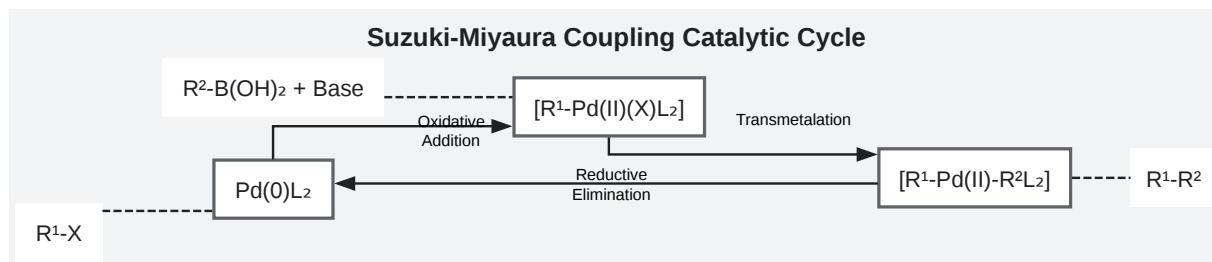 Suzuki-Miyaura Coupling Catalytic Cycle
R²-B(OH)₂ + Base
[R¹-Pd(II)(X)L₂]
Oxidative
Addition
Transmetalation
Pd(0)L₂
Reductive
Elimination
[R¹-Pd(II)-R²L₂]
R¹-R²
R¹-X